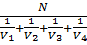 N
1/V₁ + 1/V₂ + 1/V₃ + 1/V₄